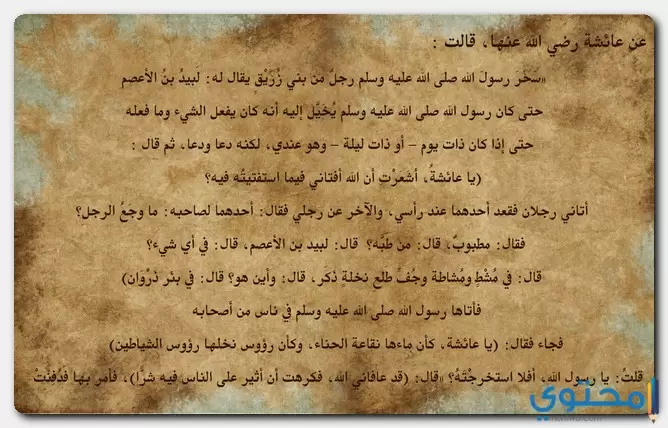 عن عائشة رضي الله عنها، قالت :
«سَحَر رسولَ الله صلى الله عليه وسلم رجلٌ من بني زُرَيْق يقال له: لَبيدُ بنُ الأعصم
حتى كان رسول الله صلى الله عليه وسلم يُخيَّل إليه أنه كان يفعل الشيء وما فعله
حتى إذا كان ذات يوم – أو ذات ليلة – وهو عندي، لكنه دعا ودعا، ثم قال :
(يا عائشةُ، أشَعرْتِ أن الله أفتاني فيما استفتيتُه فيه؟
أتاني رجلان فقعد أحدهما عند رأسي، والآخر عن رجلي فقال: أحدهما لصاحبه: ما وجَعُ الرجل؟
فقال: مطبوبٌ، قال: من طبَّه؟ قال: لبيد بن الأعصم، قال: في أي شيء؟
قال: في مُشْطٍ ومُشاطة وجُفِّ طلع نخلةِ ذكَر، قال: وأين هو؟ قال: في بئر ذرْوان)
فأتاها رسول الله صلى الله عليه وسلم في ناس من أصحابه
فجاء فقال: (يا عائشة، كأن ماءها نقاعة الحناء، وكأن رؤوس نخلها رؤوس الشياطين)
قلتُ: يا رسول الله، أفلا استخرجتَهُ؟ «قال: (قد عافاني الله، فكرهت أن أثير على الناس فيه شرًّا)، فأمر بها فدُفِنَتْ
محتوى